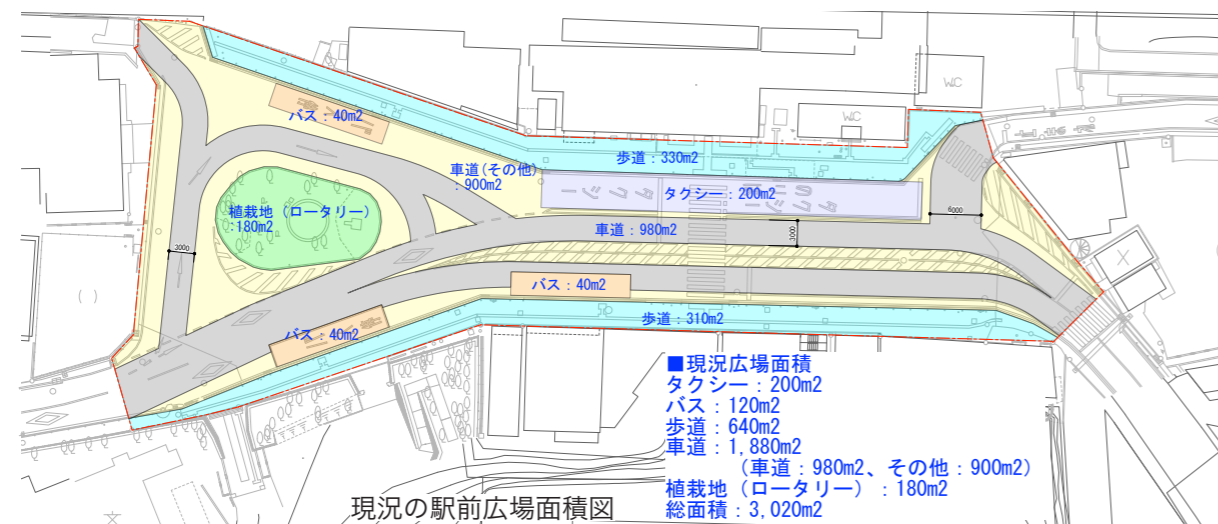 WC
WC
バス：40m2
歩道：330m2
車道(その他)
：900m2
タクシー
タクシー：200m2
植栽地（ロータリー）
:180m2
車道：980m2
3000
6000
3000
バス：40m2
バス：40m2
歩道：310m2
■現況広場面積
タクシー：200m2
バス：120m2
歩道：640m2
車道：1,880m2
（車道：980m2、その他：900m2）
植栽地（ロータリー）：180m2
総面積：3,020m2
現況の駅前広場面積図